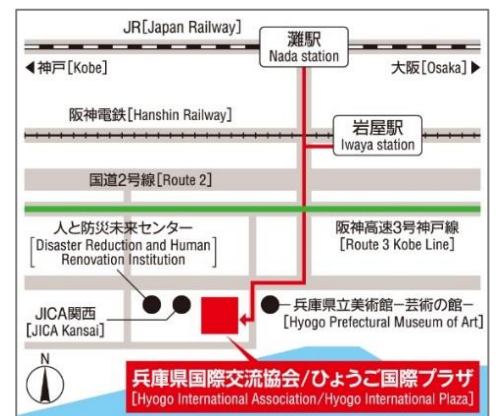 JR[Japan Railway]
灘駅
Nada station
◀神戸[Kobe]
大阪[Osaka]▶
阪神電鉄[Hanshin Railway]
岩屋駅
Iwaya station
国道2号線[Route 2]
人と防災未来センター
[Disaster Reduction and Human
Renovation Institution]
阪神高速3号神戸線
[Route 3 Kobe Line]
JICA関西
[JICA Kansai]
兵庫県立美術館ー芸術の館ー
[Hyogo Prefectural Museum of Art]
N
兵庫県国際交流協会/ひょうご国際プラザ
[Hyogo International Association/Hyogo International Plaza]